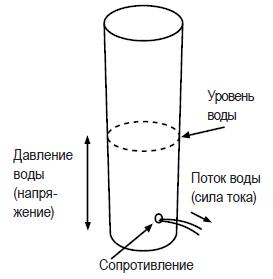 Уровень
воды
Давление
воды
(напря-
жение)
Поток воды
(сила тока)
Сопротивление